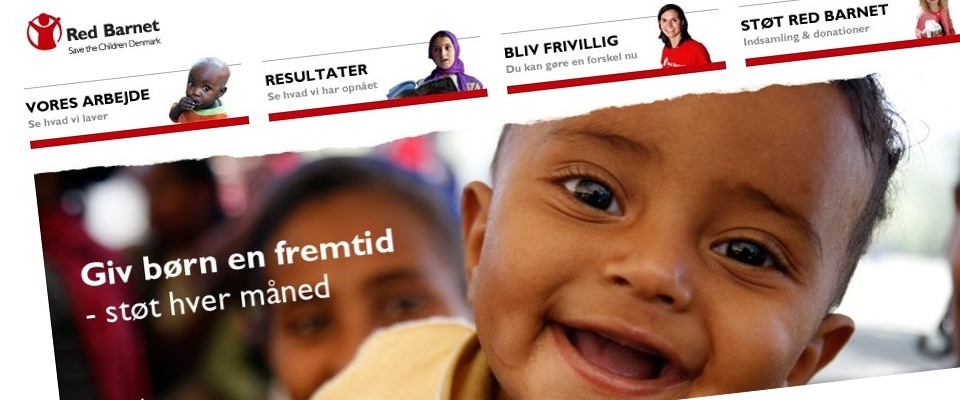 Red Barnet
Save the Children Denmark
VORES ARBEJDE
Se hvad vi laver
RESULTATER
Se hvad vi har opnået
BLIV FRIVILLIG
Du kan gøre en forskel nu
STØT RED BARNET
Indsamling & donationer
Giv børn en fremtid
- støt hver måned